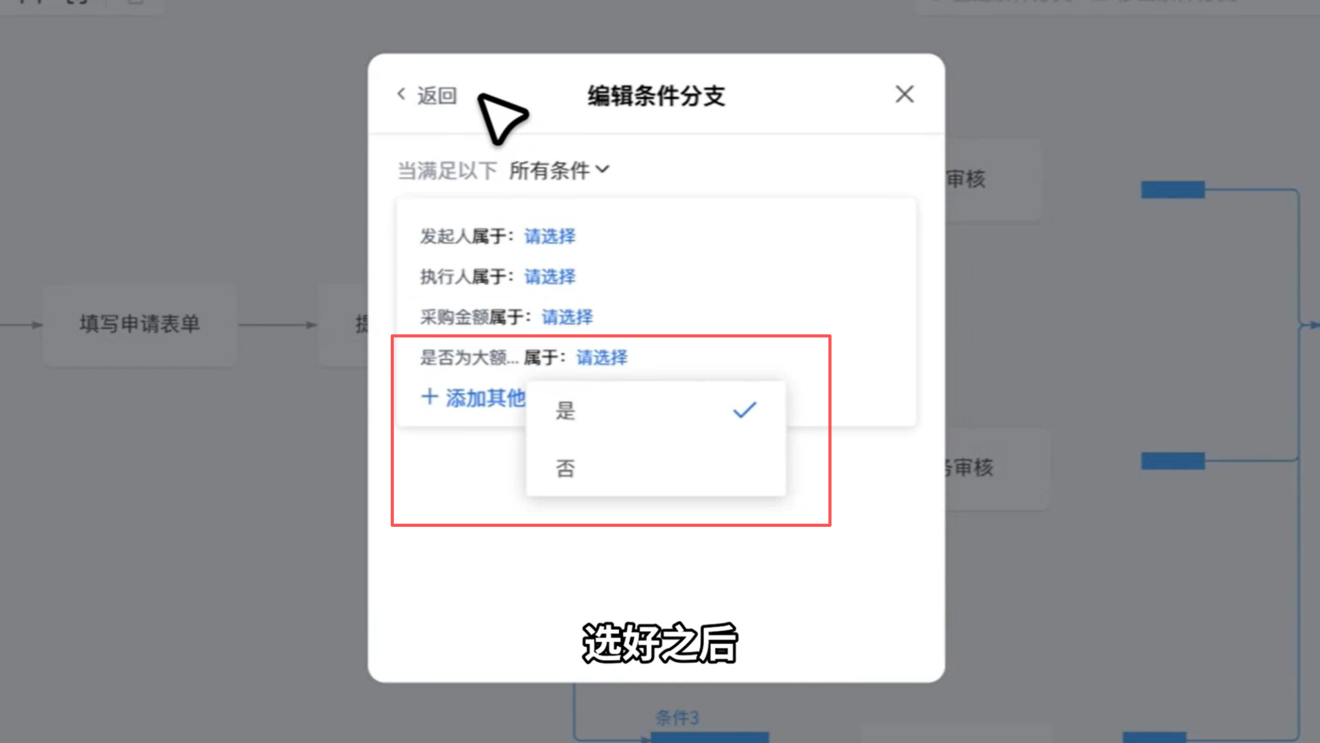 返回
编辑条件分支
当满足以下 所有条件
发起人属于：请选择
执行人属于：请选择
采购金额属于：请选择
是否为大额... 属于：请选择
添加其他
是
否
填写申请表单
审核
审核
选好之后
条件3